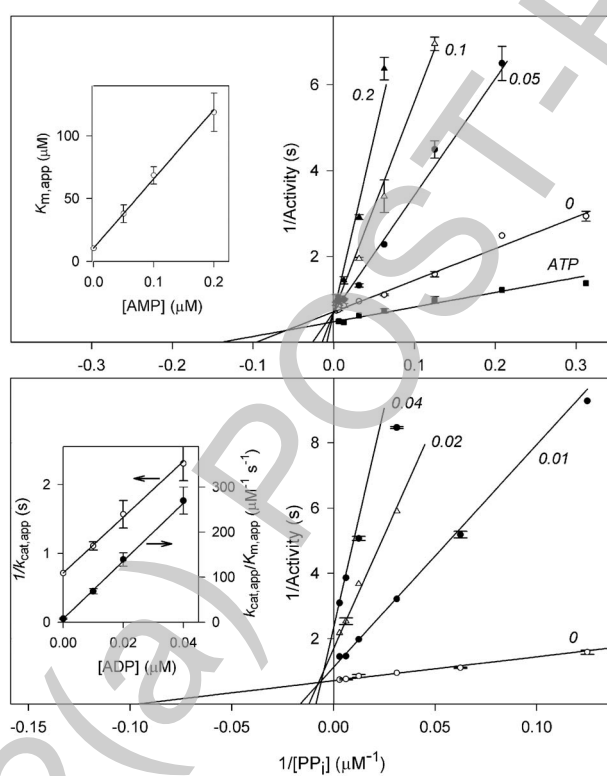 0.2
0.1
0.05
0
ATP
6
4
2
1/Activity (s)
100
50
0
K_m,app (μM)
0.0 0.1 0.2
[AMP] (μM)
-0.3 -0.2 -0.1 0.0 0.1 0.2 0.3
0.04
0.02
0.01
0
8
6
4
2
1/Activity (s)
2
1
0
1/k_cat,app (s)
300
200
100
0
k_cat,app/K_m,app (μM⁻¹ s⁻¹)
0.00 0.02 0.04
[ADP] (μM)
-0.15 -0.10 -0.05 0.00 0.05 0.10
1/[PPᵢ] (μM⁻¹)
P(a) POST-